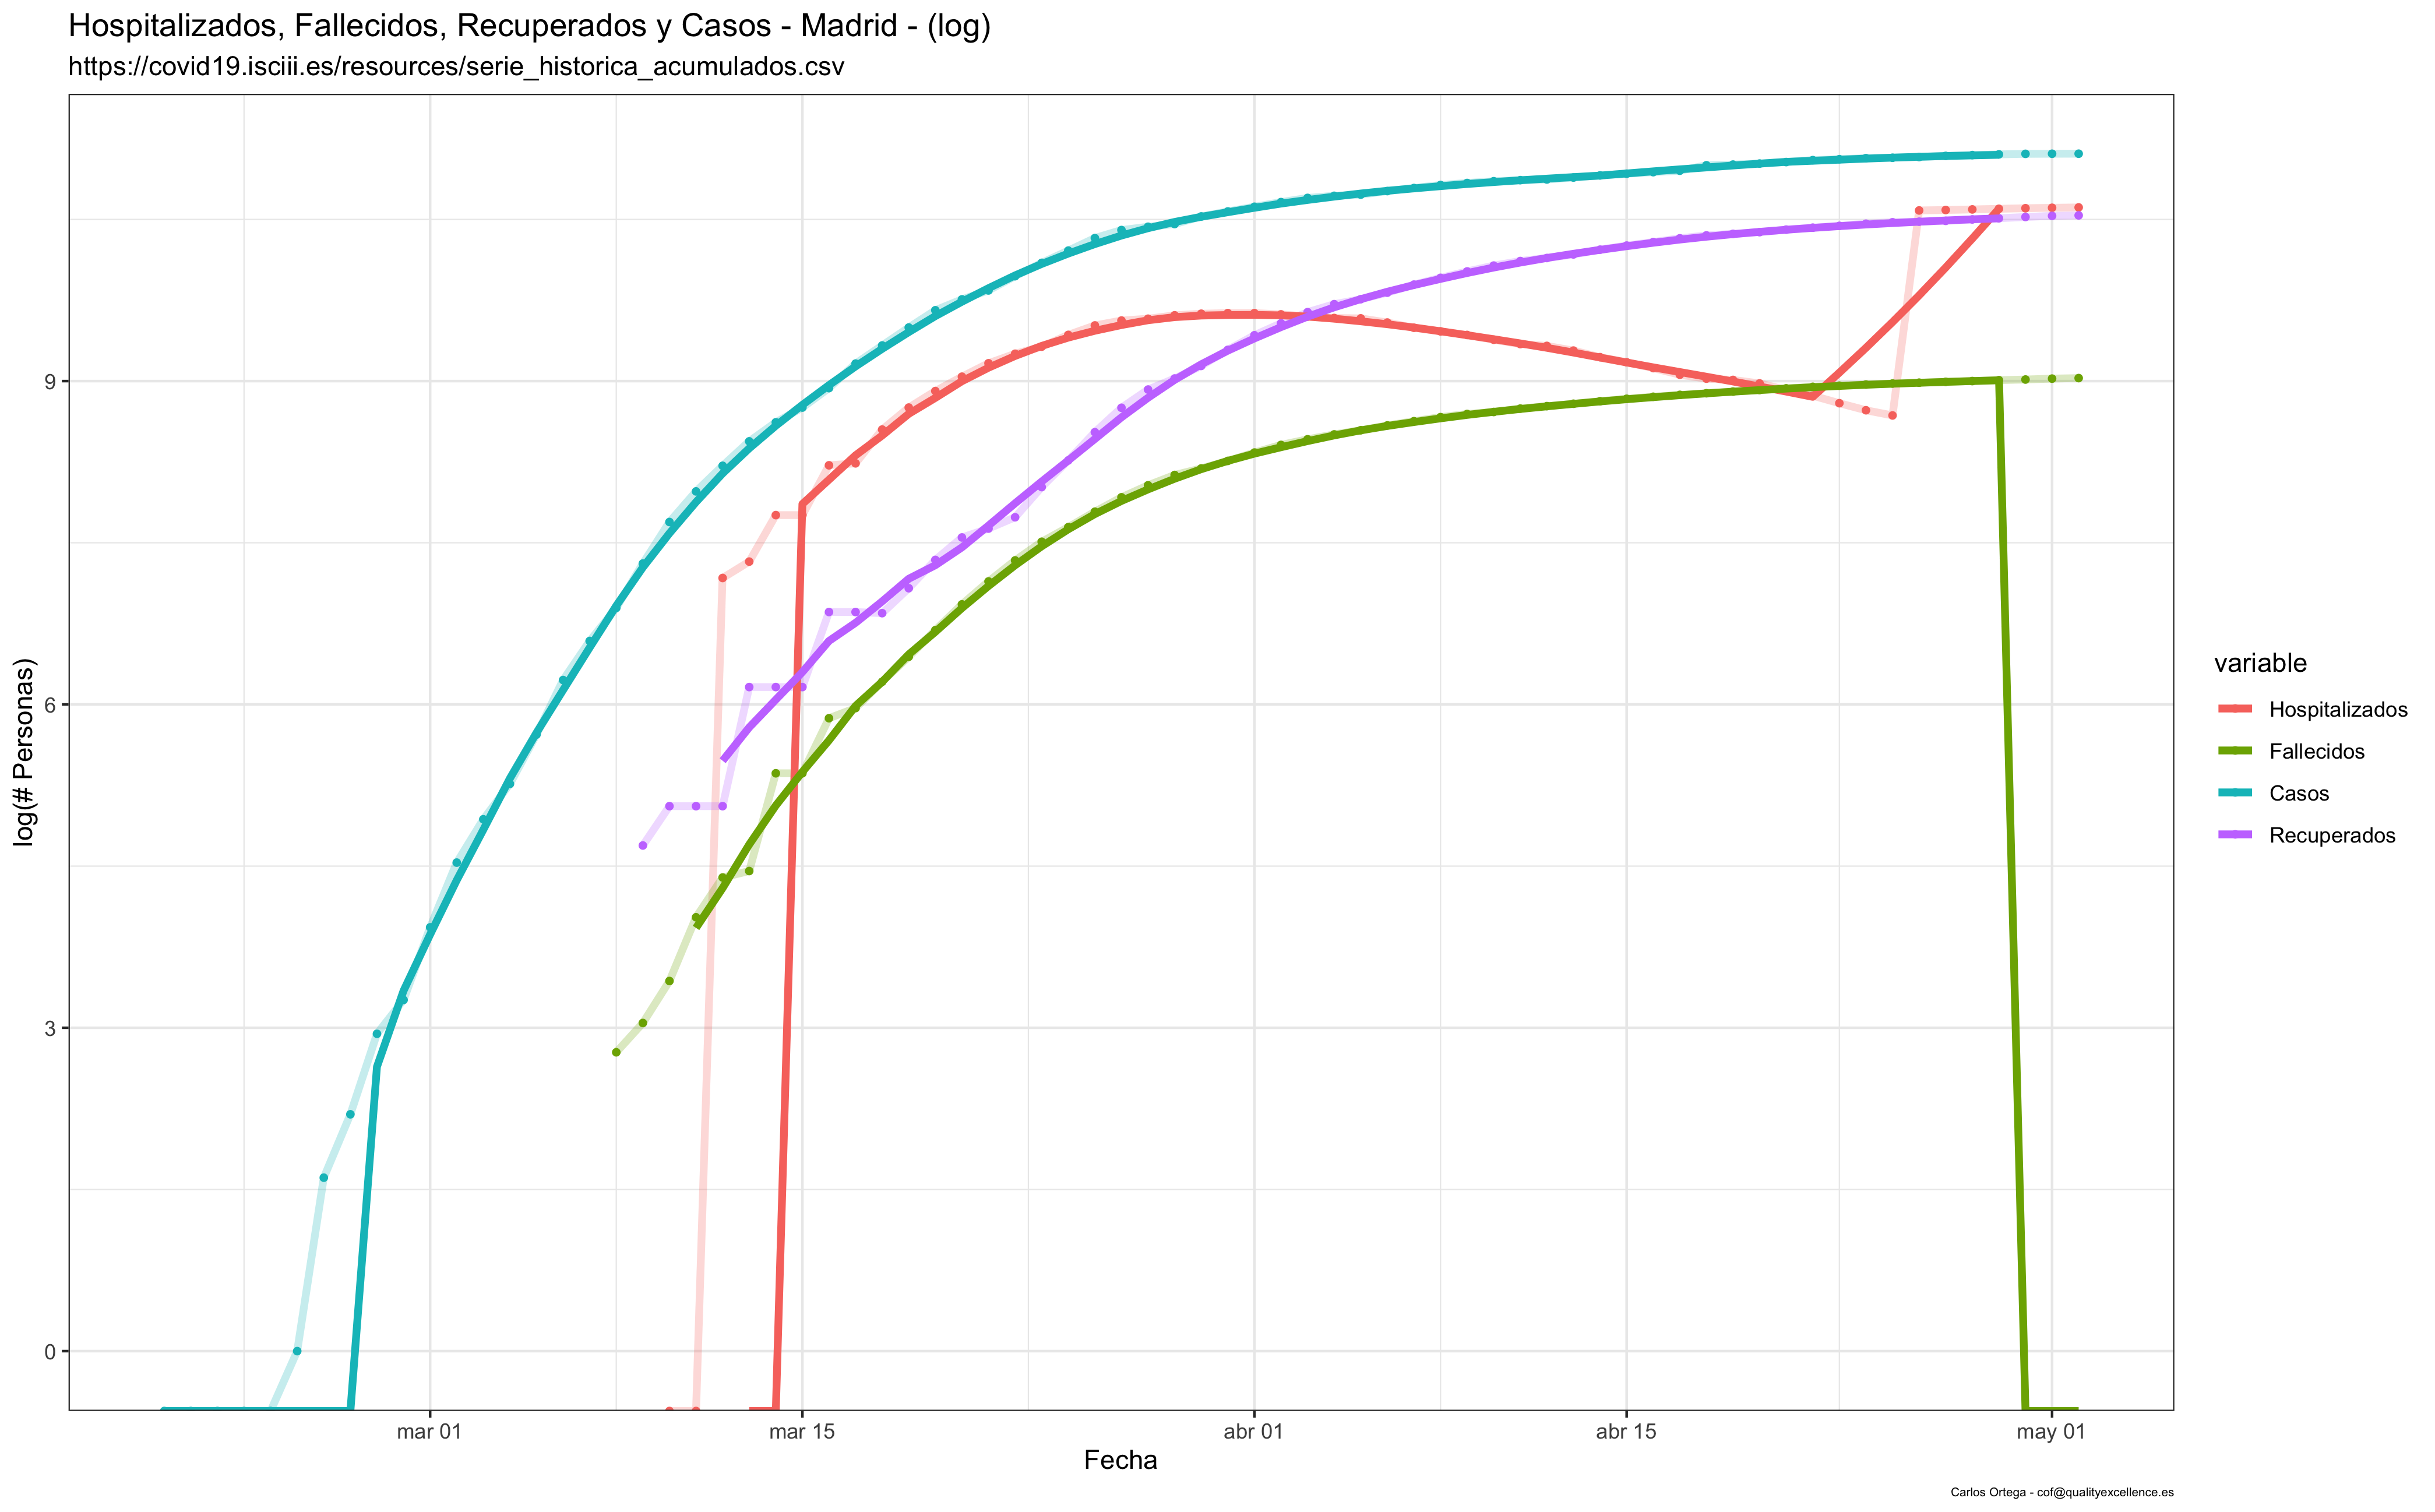 Hospitalizados, Fallecidos, Recuperados y Casos - Madrid - (log)
https://covid19.isciii.es/resources/serie_historica_acumulados.csv
log(# Personas)
9
6
3
0
mar 01
mar 15
abr 01
abr 15
may 01
Fecha
variable
Hospitalizados
Fallecidos
Casos
Recuperados
Carlos Ortega - cof@qualityexcellence.es